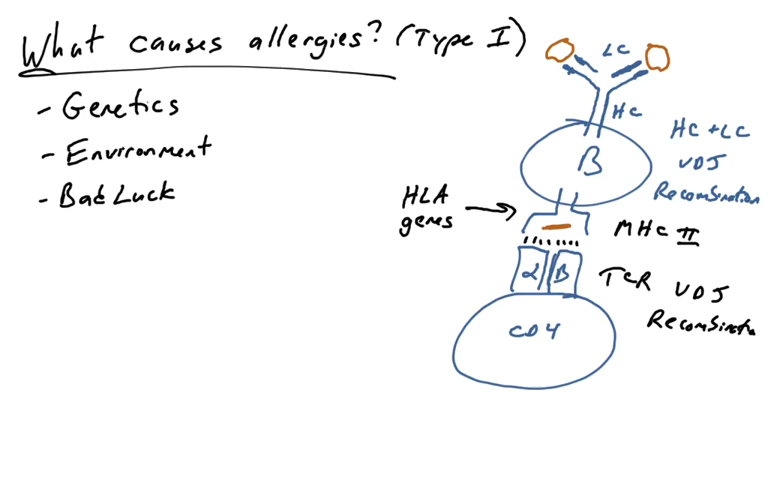 What causes allergies? (Type I)
- Genetics
- Environment
- Bad Luck
LC
HC
B
HC + LC
VDJ
Recombination
HLA
genes
MHC II
α B
TCR VDJ
Recombination
CD4